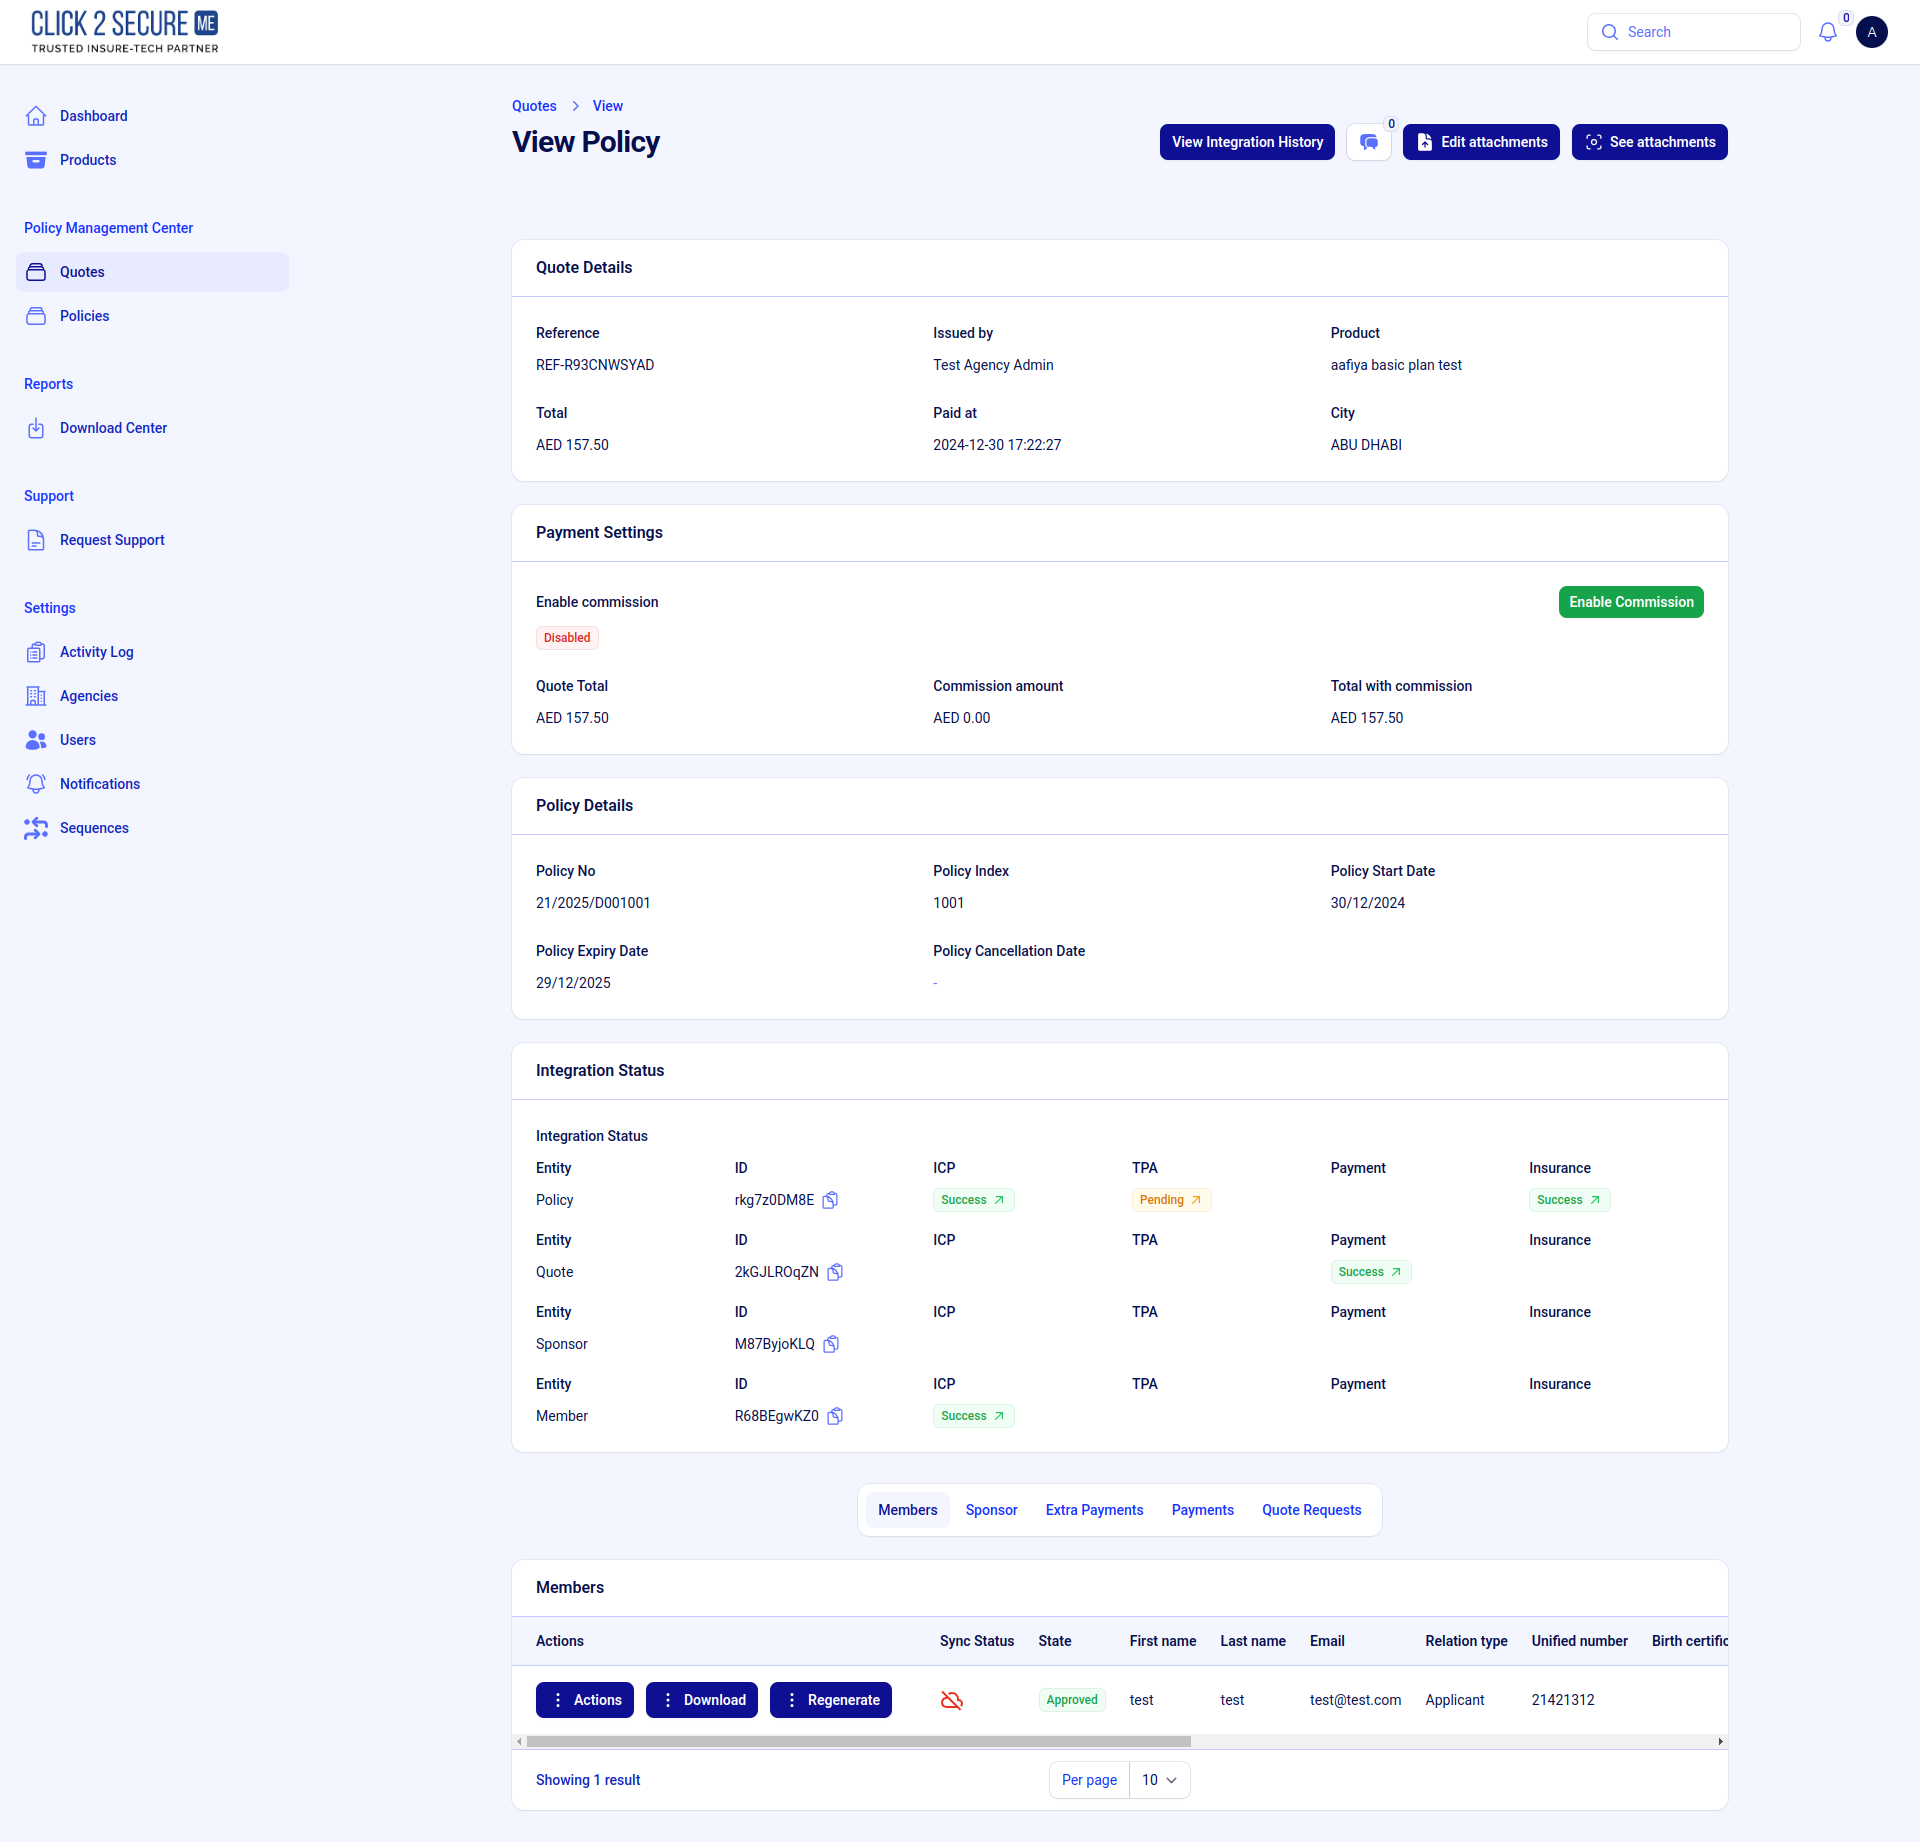 CLICK 2 SECURE ME
TRUSTED INSURE-TECH PARTNER
Search
0
A
Dashboard
Products
Policy Management Center
Quotes
Policies
Reports
Download Center
Support
Request Support
Settings
Activity Log
Agencies
Users
Notifications
Sequences
Quotes View
View Policy
View Integration History
0
Edit attachments
See attachments
Quote Details
Reference Issued by Product
REF-R93CNWSYAD Test Agency Admin aafiya basic plan test
Total Paid at City
AED 157.50 2024-12-30 17:22:27 ABU DHABI
Payment Settings
Enable commission
Enable Commission
Disabled
Quote Total Commission amount Total with commission
AED 157.50 AED 0.00 AED 157.50
Policy Details
Policy No Policy Index Policy Start Date
21/2025/D001001 1001 30/12/2024
Policy Expiry Date Policy Cancellation Date
29/12/2025 -
Integration Status
Integration Status
Entity ID ICP TPA Payment Insurance
Policy rkg7z0DM8E Success Pending Success
Entity ID ICP TPA Payment Insurance
Quote 2kGJLROqZN Success
Entity ID ICP TPA Payment Insurance
Sponsor M87ByjoKLQ
Entity ID ICP TPA Payment Insurance
Member R68BEgwKZ0 Success
Members Sponsor Extra Payments Payments Quote Requests
Members
Actions Sync Status State First name Last name Email Relation type Unified number Birth certific
Actions Download Regenerate Approved test test test@test.com Applicant 21421312
Showing 1 result
Per page 10